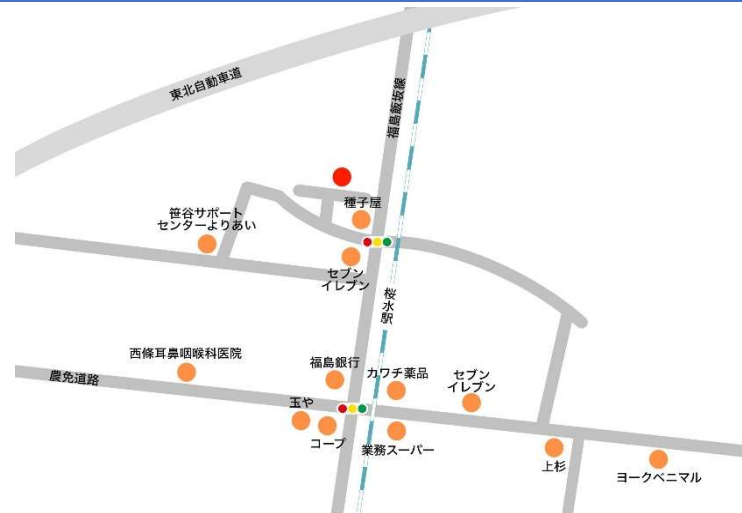 東北自動車道
福島飯坂線
種子屋
笹谷サポート
センターよりあい
セブン
イレブン
桜水駅
西條耳鼻咽喉科医院
福島銀行
カワチ薬品
セブン
イレブン
農免道路
玉や
コープ
業務スーパー
上杉
ヨークベニマル